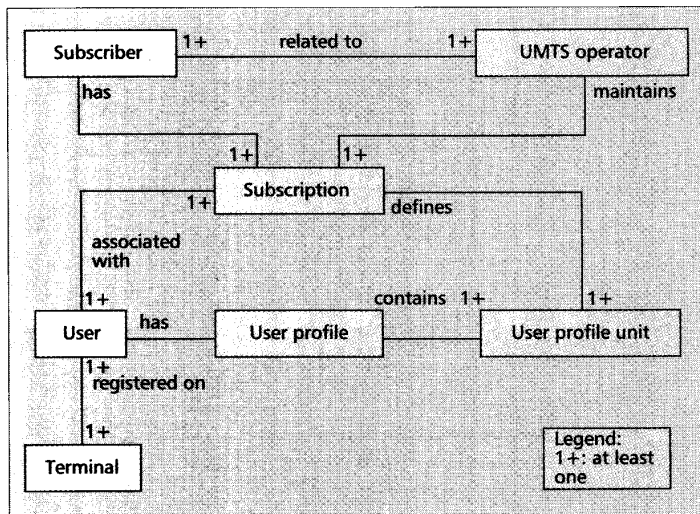 Subscriber
1+
related to
1+
UMTS operator
has
maintains
1+
1+
Subscription
1+
defines
associated
with
contains
1+
1+
1+
User
has
User profile
User profile unit
1+
registered on
1+
Terminal
Legend:
1+: at least
one